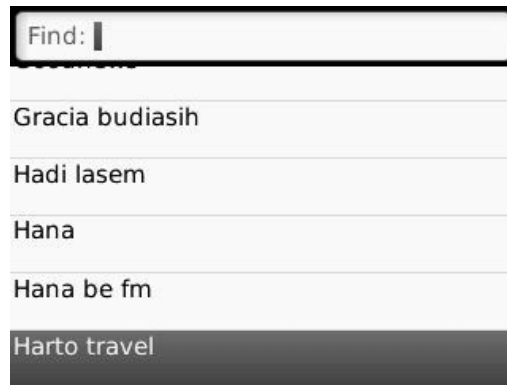 Find:
Gracia budiasih
Hadi lasem
Hana
Hana be fm
Harto travel